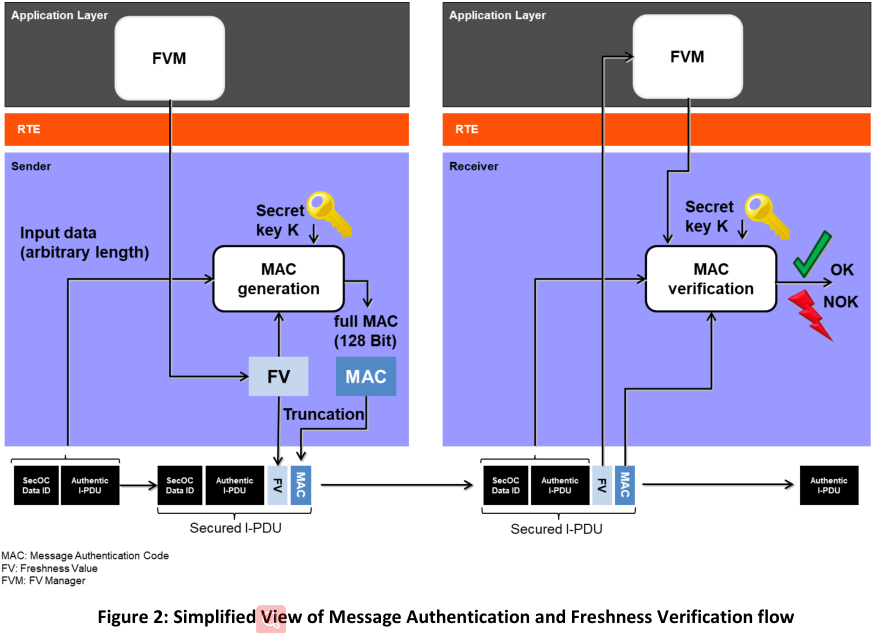 Application Layer
FVM
RTE
Sender
Input data
(arbitrary length)
Secret
key K
MAC
generation
full MAC
(128 Bit)
FV
MAC
Truncation
SecOC
Data ID
Authentic
I-PDU
SecOC
Data ID
Authentic
I-PDU
FV
MAC
Secured I-PDU
Application Layer
FVM
RTE
Receiver
Secret
key K
MAC
verification
OK
NOK
SecOC
Data ID
Authentic
I-PDU
FV
MAC
Secured I-PDU
Authentic
I-PDU
MAC: Message Authentication Code
FV: Freshness Value
FVM: FV Manager
Figure 2: Simplified View of Message Authentication and Freshness Verification flow